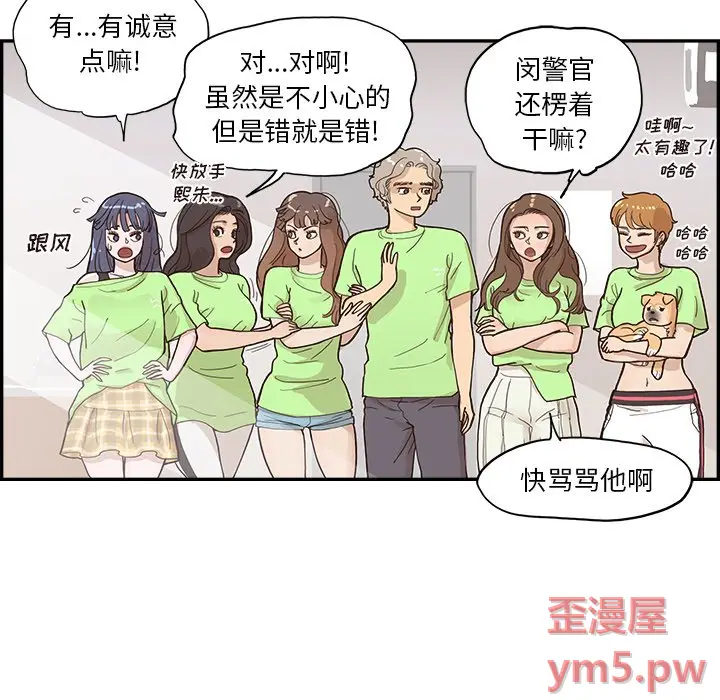 有...有诚意
点嘛!
对...对啊!
虽然是不小心的
但是错就是错!
闵警官
还楞着
干嘛?
哇啊~
太有趣了!
哈哈
快放手
熙朱...
跟风
哈哈
哈哈
快骂骂他啊
歪漫屋
ym5.pw